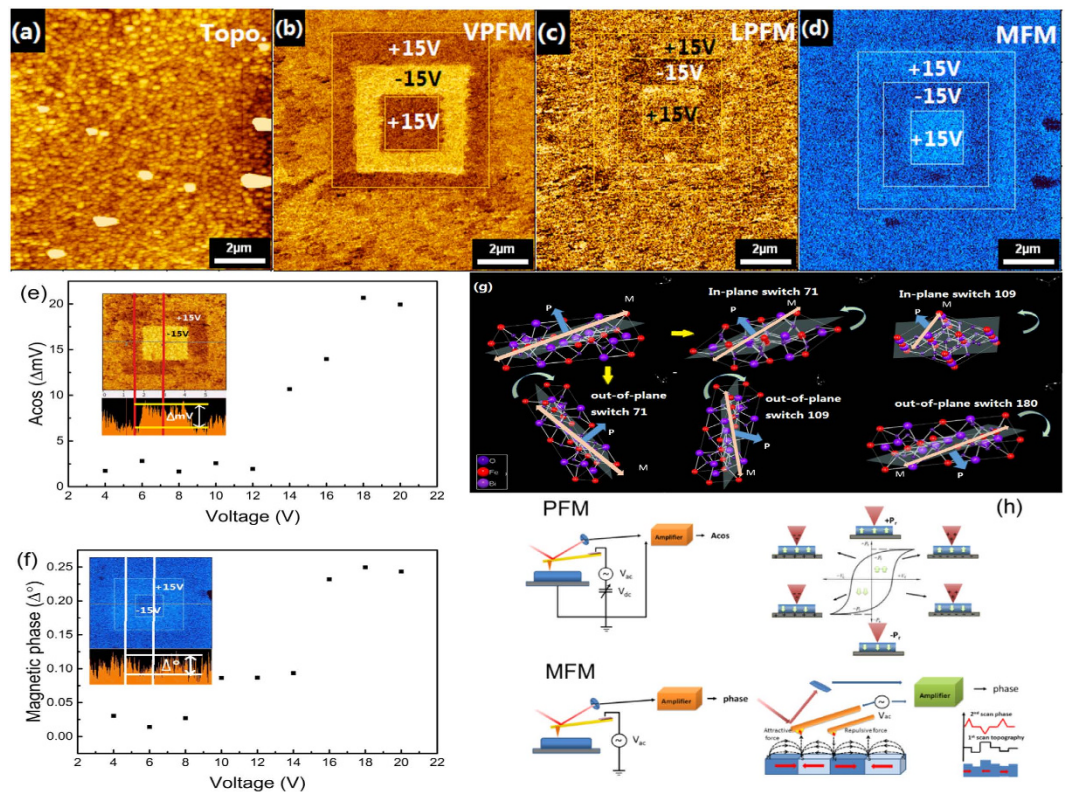 (a)
Topo.
2μm
(b)
VPFM
+15V
-15V
+15V
2μm
(c)
LPFM
+15V
-15V
+15V
2μm
(d)
MFM
+15V
-15V
+15V
2μm
(e)
Acos (ΔmV)
20
15
10
5
0
2 4 6 8 10 12 14 16 18 20 22
Voltage (V)
+15V
-15V
0 1 2 3 4 5
ΔmV
(f)
Magnetic phase (Δ°)
0.25
0.20
0.15
0.10
0.05
0.00
2 4 6 8 10 12 14 16 18 20 22
Voltage (V)
+15V
-15V
Δ°
(g)
P
M
In-plane switch 71
P
M
In-plane switch 109
P
M
out-of-plane
switch 71
P
M
out-of-plane
switch 109
P
M
out-of-plane switch 180
P
M
O
Fe
Bi
(h)
PFM
Amplifier
Acos
Vac
Vdc
+Pr
-Pr
MFM
Amplifier
phase
Vac
Amplifier
phase
Vac
Attractive
force
Repulsive force
2nd scan phase
1st scan topography